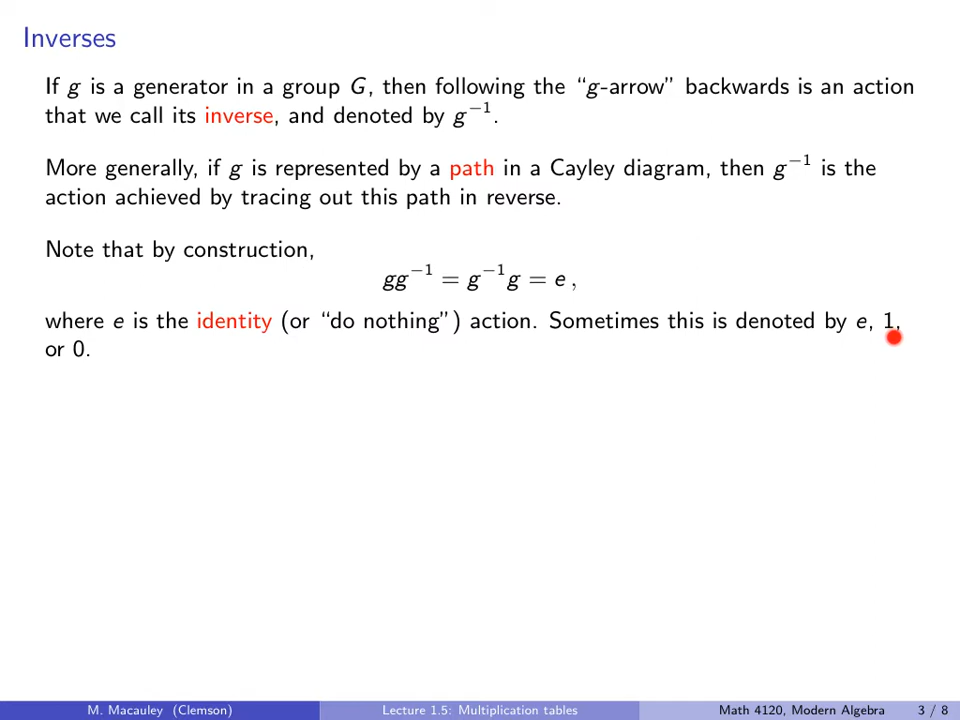 Inverses
If g is a generator in a group G, then following the “g-arrow” backwards is an action
that we call its inverse, and denoted by g⁻¹.
More generally, if g is represented by a path in a Cayley diagram, then g⁻¹ is the
action achieved by tracing out this path in reverse.
Note that by construction,
gg⁻¹ = g⁻¹g = e ,
where e is the identity (or “do nothing”) action. Sometimes this is denoted by e, 1,
or 0.
M. Macauley (Clemson) Lecture 1.5: Multiplication tables Math 4120, Modern Algebra 3 / 8